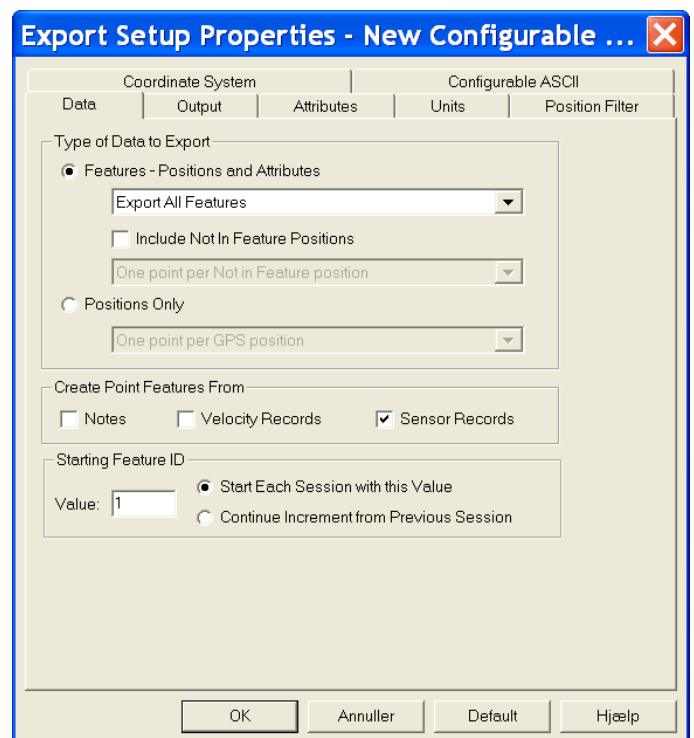 Export Setup Properties - New Configurable ...
Coordinate System
Configurable ASCII
Data
Output
Attributes
Units
Position Filter
Type of Data to Export
Features - Positions and Attributes
Export All Features
Include Not In Feature Positions
One point per Not in Feature position
Positions Only
One point per GPS position
Create Point Features From
Notes
Velocity Records
Sensor Records
Starting Feature ID
Start Each Session with this Value
Value: 1
Continue Increment from Previous Session
OK
Annuller
Default
Hjælp